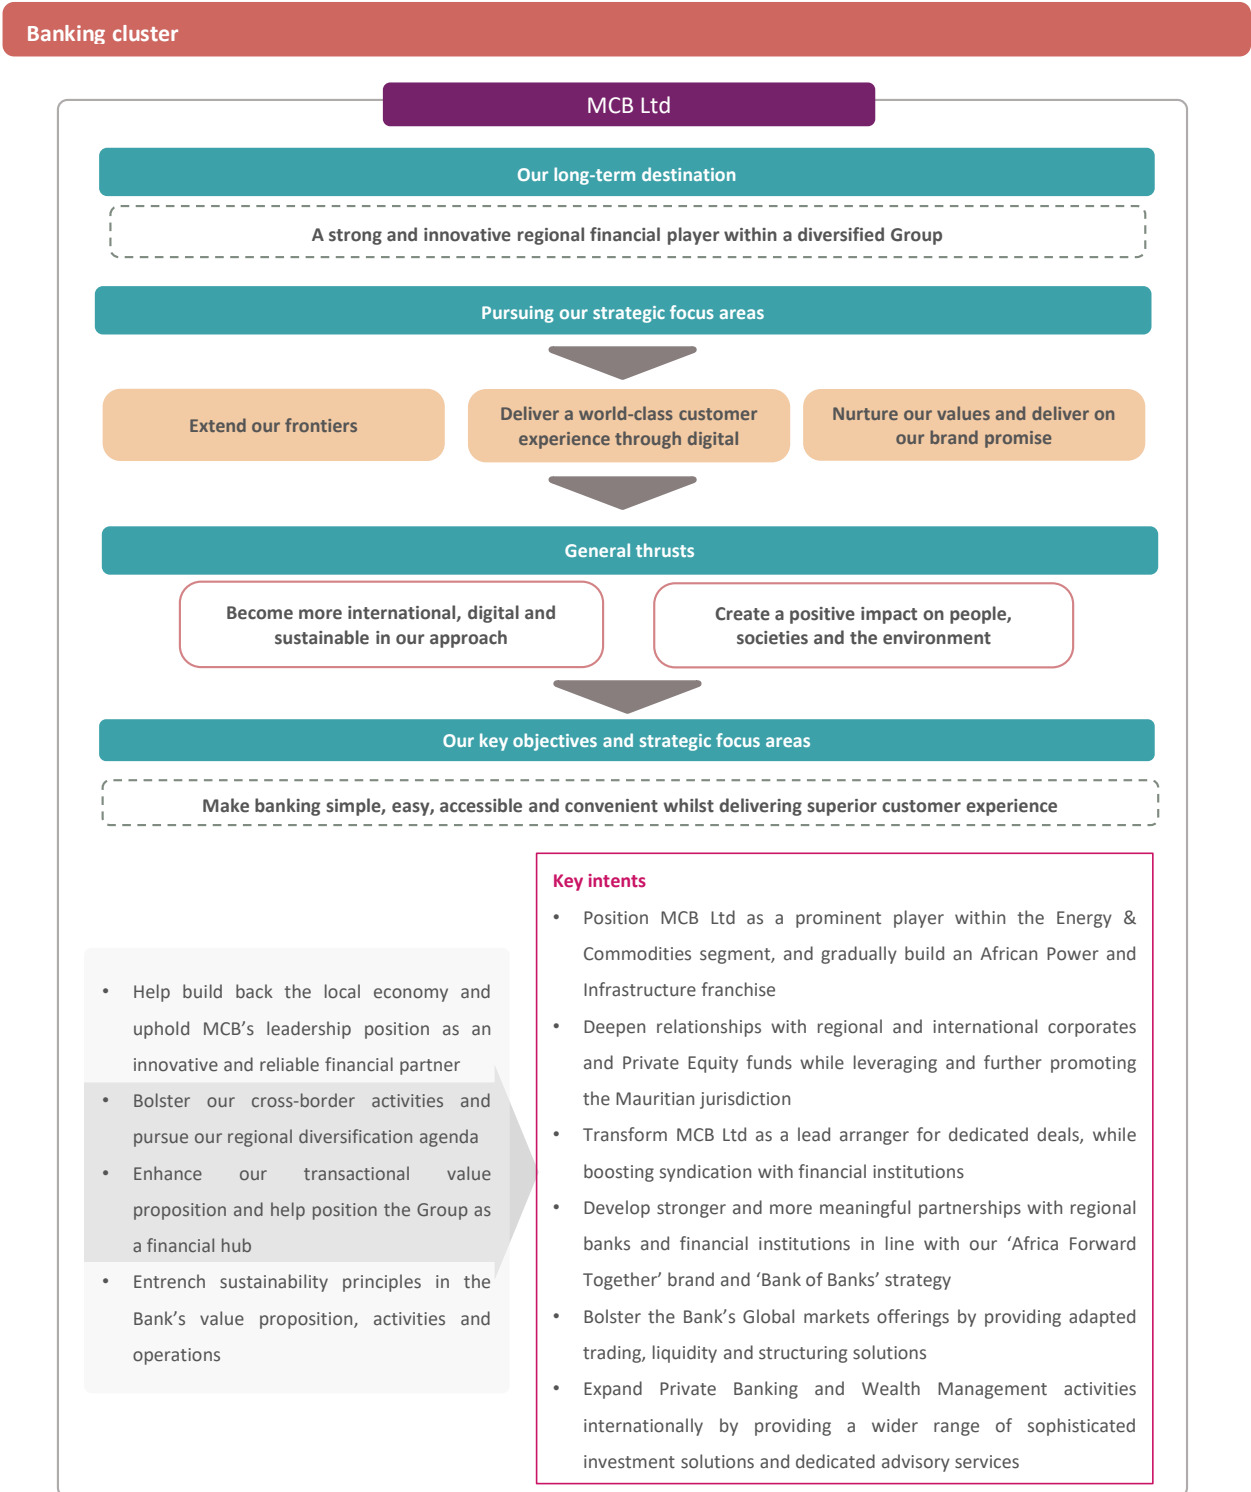 Banking cluster
MCB Ltd
Our long-term destination
A strong and innovative regional financial player within a diversified Group
Pursuing our strategic focus areas
Extend our frontiers
Deliver a world-class customer
experience through digital
Nurture our values and deliver on
our brand promise
General thrusts
Become more international, digital and
sustainable in our approach
Create a positive impact on people,
societies and the environment
Our key objectives and strategic focus areas
Make banking simple, easy, accessible and convenient whilst delivering superior customer experience
• Help build back the local economy and
uphold MCB’s leadership position as an
innovative and reliable financial partner
• Bolster our cross-border activities and
pursue our regional diversification agenda
• Enhance our transactional value
proposition and help position the Group as
a financial hub
• Entrench sustainability principles in the
Bank’s value proposition, activities and
operations
Key intents
• Position MCB Ltd as a prominent player within the Energy &
Commodities segment, and gradually build an African Power and
Infrastructure franchise
• Deepen relationships with regional and international corporates
and Private Equity funds while leveraging and further promoting
the Mauritian jurisdiction
• Transform MCB Ltd as a lead arranger for dedicated deals, while
boosting syndication with financial institutions
• Develop stronger and more meaningful partnerships with regional
banks and financial institutions in line with our ‘Africa Forward
Together’ brand and ‘Bank of Banks’ strategy
• Bolster the Bank’s Global markets offerings by providing adapted
trading, liquidity and structuring solutions
• Expand Private Banking and Wealth Management activities
internationally by providing a wider range of sophisticated
investment solutions and dedicated advisory services